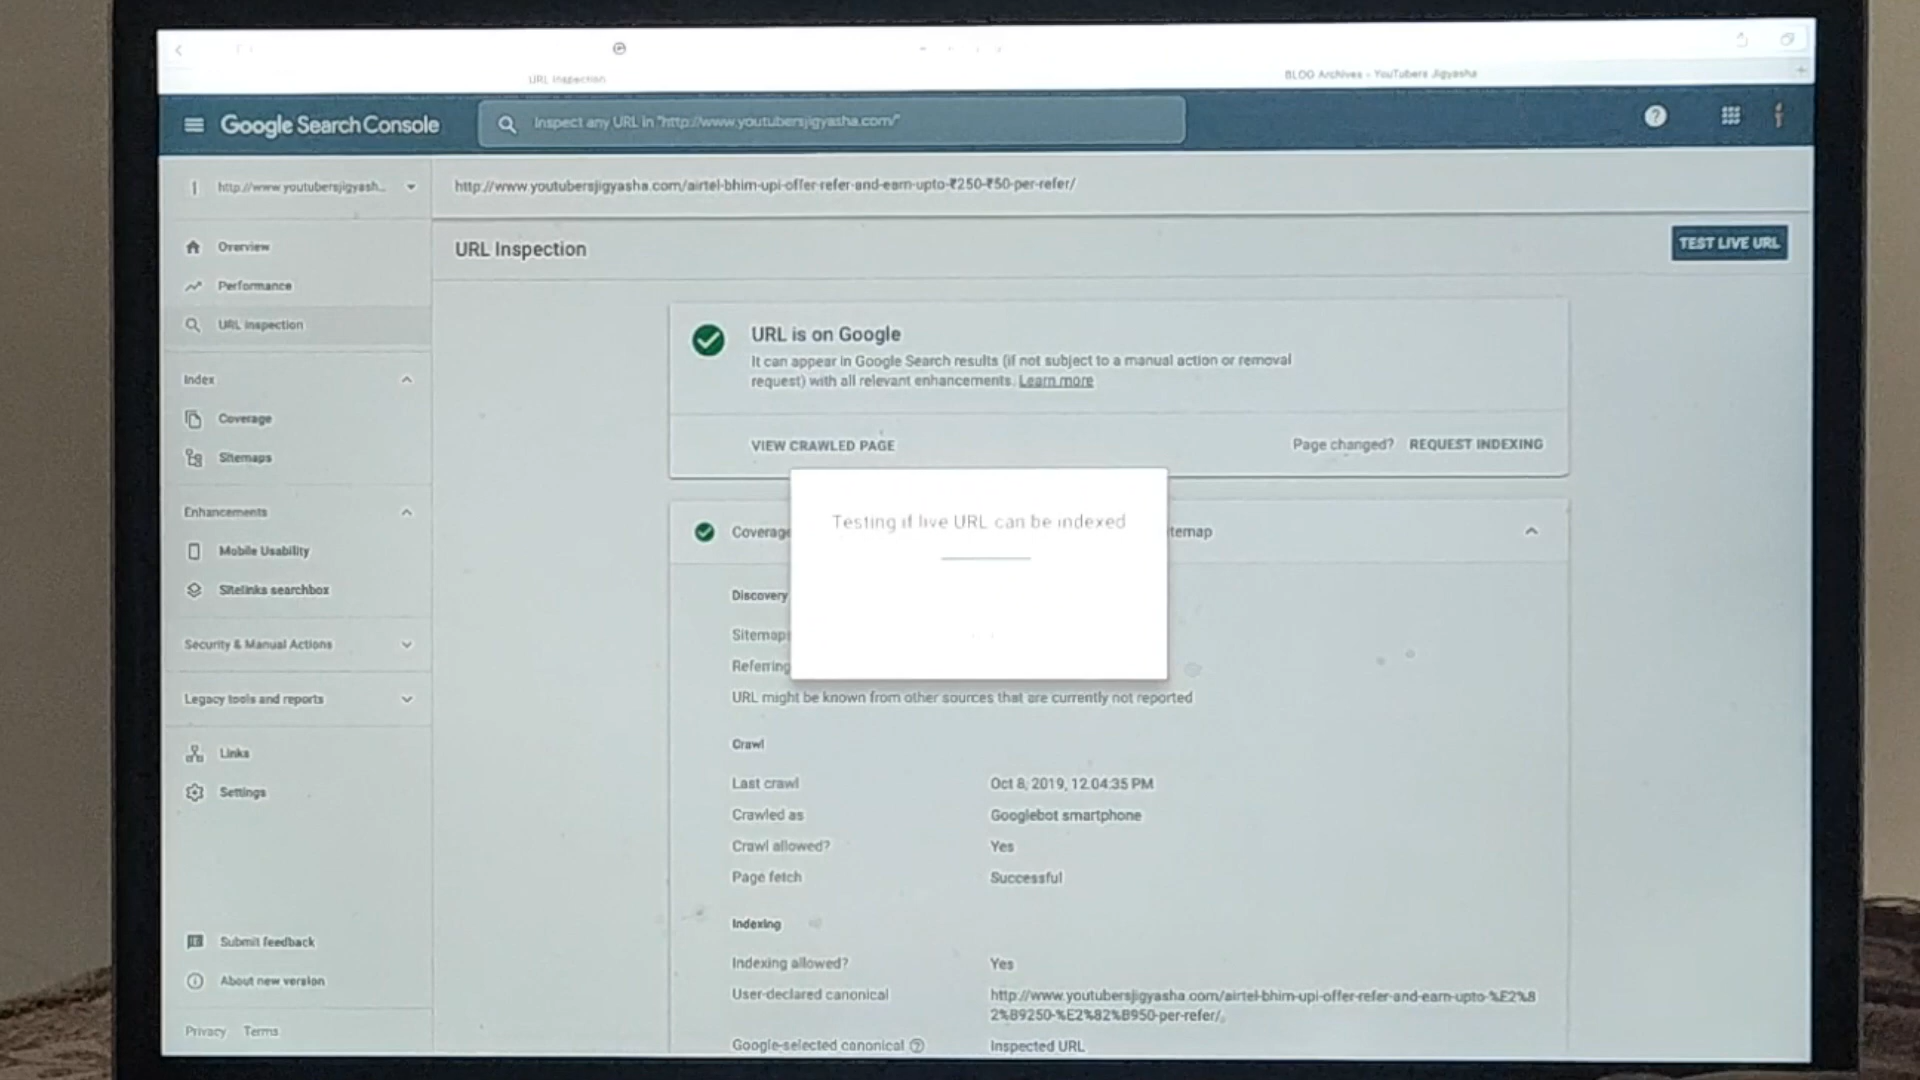 URL Inspection
BLOG Archives - YouTubers Jigyasha
Google Search Console
Inspect any URL in "http://www.youtubersjigyasha.com/"
http://www.youtubersjigyash...
http://www.youtubersjigyasha.com/airtel-bhim-upi-offer-refer-and-earn-upto-₹250-₹50-per-refer/
Overview
Performance
URL inspection
Index
Coverage
Sitemaps
Enhancements
Mobile Usability
Sitelinks searchbox
Security & Manual Actions
Legacy tools and reports
Links
Settings
Submit feedback
About new version
Privacy Terms
URL Inspection
TEST LIVE URL
URL is on Google
It can appear in Google Search results (if not subject to a manual action or removal
request) with all relevant enhancements. Learn more
VIEW CRAWLED PAGE
Page changed? REQUEST INDEXING
Testing if live URL can be indexed
Coverage
temap
Discovery
Sitemaps
Referring
URL might be known from other sources that are currently not reported
Crawl
Last crawl Oct 8, 2019, 12:04:35 PM
Crawled as Googlebot smartphone
Crawl allowed? Yes
Page fetch Successful
Indexing
Indexing allowed? Yes
User-declared canonical http://www.youtubersjigyasha.com/airtel-bhim-upi-offer-refer-and-earn-upto-%E2%8
2%B9250-%E2%82%B950-per-refer/
Google-selected canonical Inspected URL